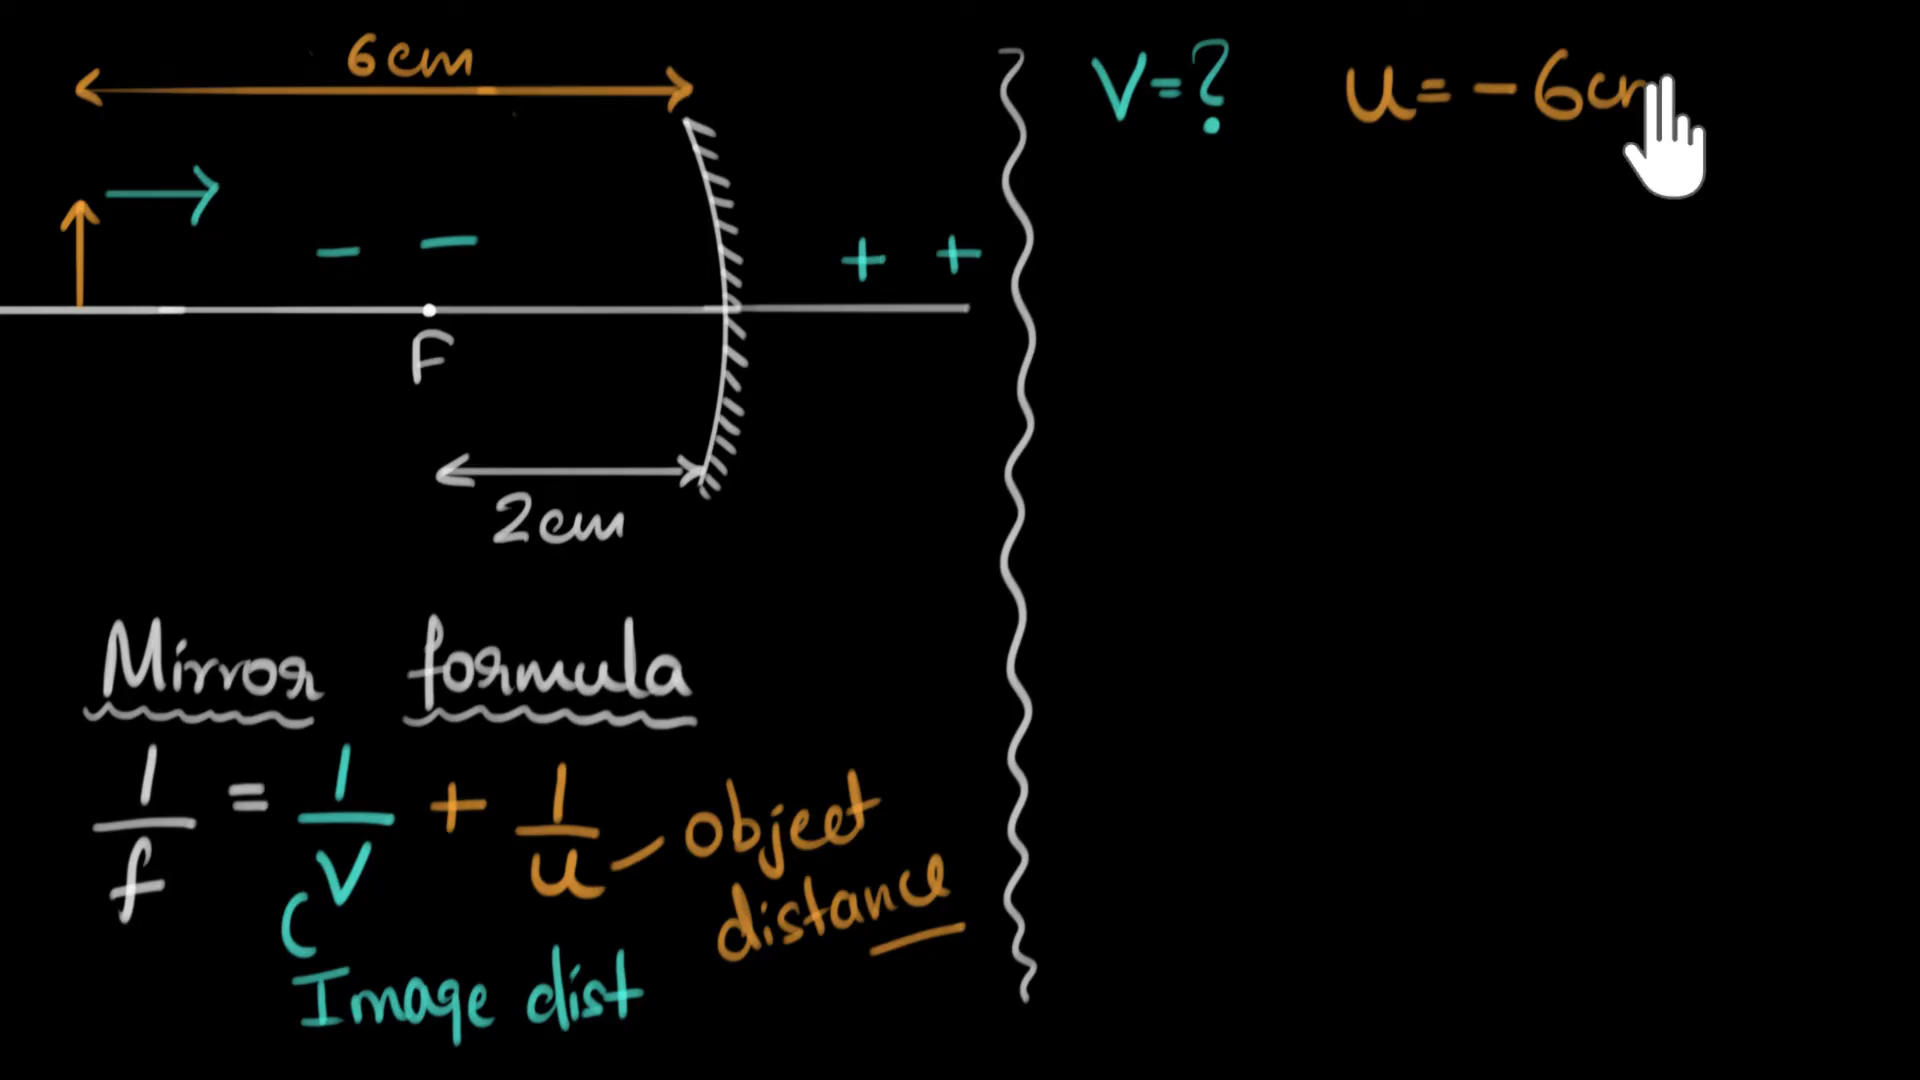 6cm
V=? u=-6cm
- - + +
F
2cm
Mirror formula
1/f = 1/v + 1/u
object distance
Image dist